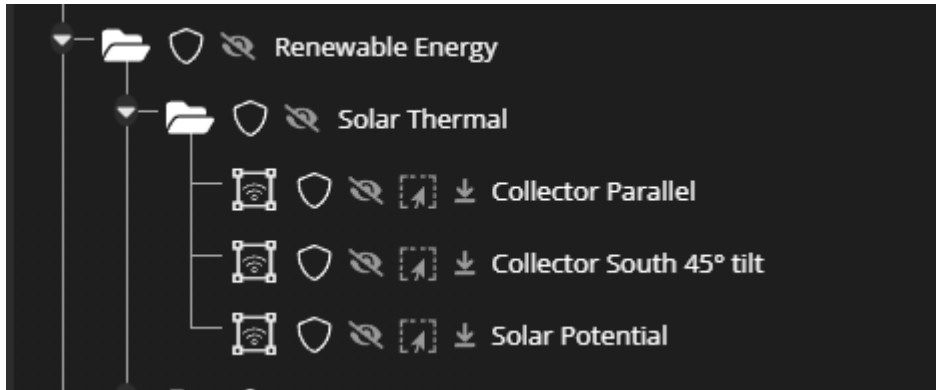 Renewable Energy
Solar Thermal
Collector Parallel
Collector South 45° tilt
Solar Potential